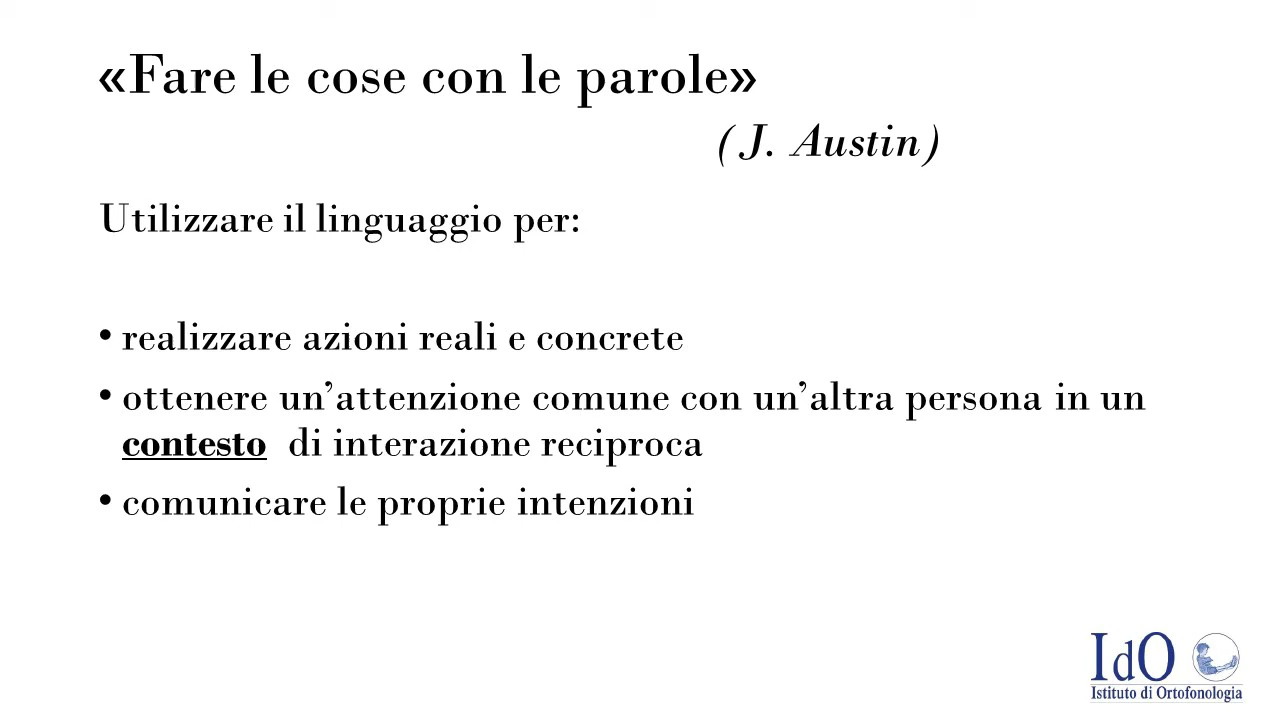 «Fare le cose con le parole»
(J. Austin)
Utilizzare il linguaggio per:
• realizzare azioni reali e concrete
• ottenere un’attenzione comune con un’altra persona in un
contesto di interazione reciproca
• comunicare le proprie intenzioni
IdO
Istituto di Ortofonologia